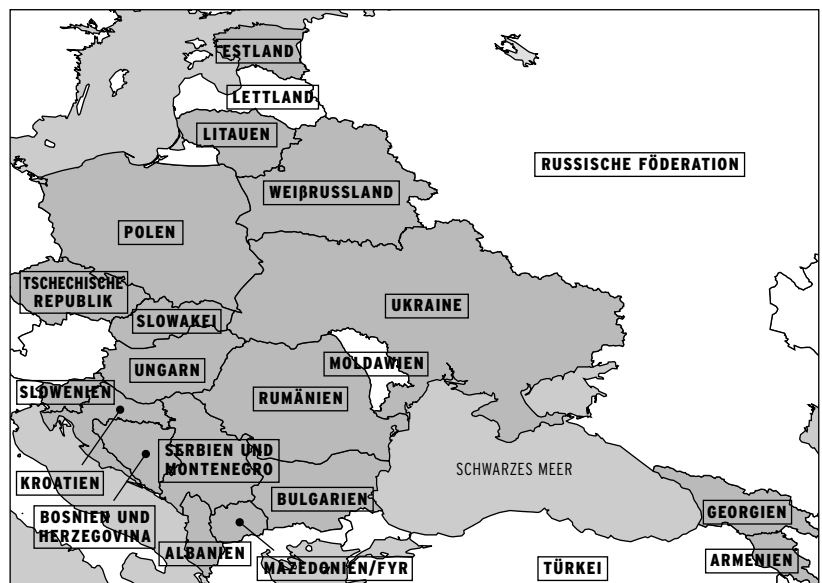 ESTLAND
LETTLAND
LITAUEN
RUSSISCHE FÖDERATION
WEIßRUSSLAND
POLEN
TSCHECHISCHE
REPUBLIK
UKRAINE
SLOWAKEI
MOLDAWIEN
UNGARN
SLOWENIEN
RUMÄNIEN
SERBIEN UND
MONTENEGRO
SCHWARZES MEER
KROATIEN
BULGARIEN
GEORGIEN
BOSNIEN UND
HERZEGOVINA
ALBANIEN
MAZEDONIEN/FYR
TÜRKEI
ARMENIEN